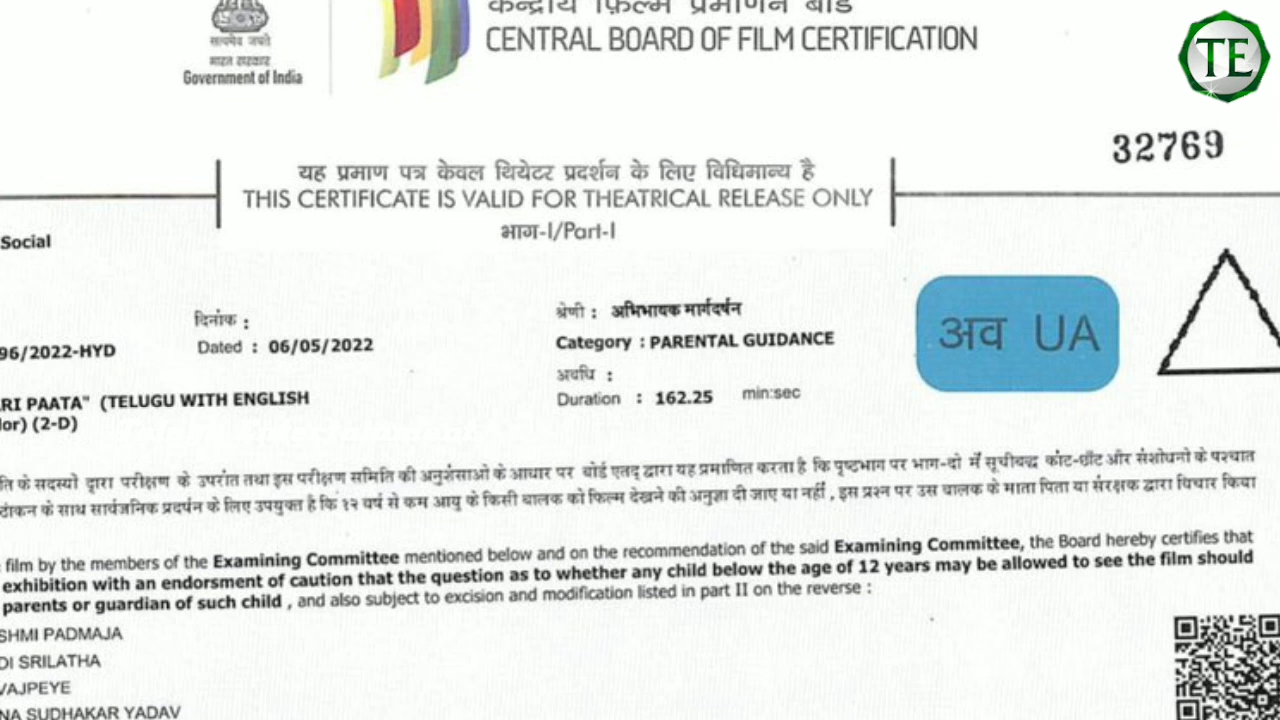 केन्द्रीय फ़िल्म प्रमाणन बोर्ड
सत्यमेव जयते
भारत सरकार
Government of India
CENTRAL BOARD OF FILM CERTIFICATION
TE
32769
यह प्रमाण पत्र केवल थियेटर प्रदर्शन के लिए विधिमान्य है
THIS CERTIFICATE IS VALID FOR THEATRICAL RELEASE ONLY
भाग-I/Part-I
Social
दिनांक :
96/2022-HYD Dated : 06/05/2022
श्रेणी : अभिभावक मार्गदर्षन
Category : PARENTAL GUIDANCE
अवधि :
Duration : 162.25 min:sec
अव UA
RI PAATA" (TELUGU WITH ENGLISH
lor) (2-D)
ति के सदस्यों द्वारा परीक्षण के उपरांत तथा इस परीक्षण समिति की अनुशंसाओ के आधार पर बोर्ड एतद् द्वारा यह प्रमाणित करता है कि पृष्ठभाग पर भाग-दो में सूचीबद्ध कांट-छाँट और संशोधनो के पश्चात
ठांकन के साथ सार्वजनिक प्रदर्षन के लिए उपयुक्त है कि १२ वर्ष से कम आयु के किसी बालक को फिल्म देखने की अनुज्ञा दी जाए या नहीं , इस प्रश्न पर उस बालक के माता पिता या संरक्षक द्वारा विचार किया
film by the members of the Examining Committee mentioned below and on the recommendation of the said Examining Committee, the Board hereby certifies that
exhibition with an endorsment of caution that the question as to whether any child below the age of 12 years may be allowed to see the film should
parents or guardian of such child , and also subject to excision and modification listed in part II on the reverse :
SHMI PADMAJA
DI SRILATHA
VAJPEYE
NA SUDHAKAR YADAV